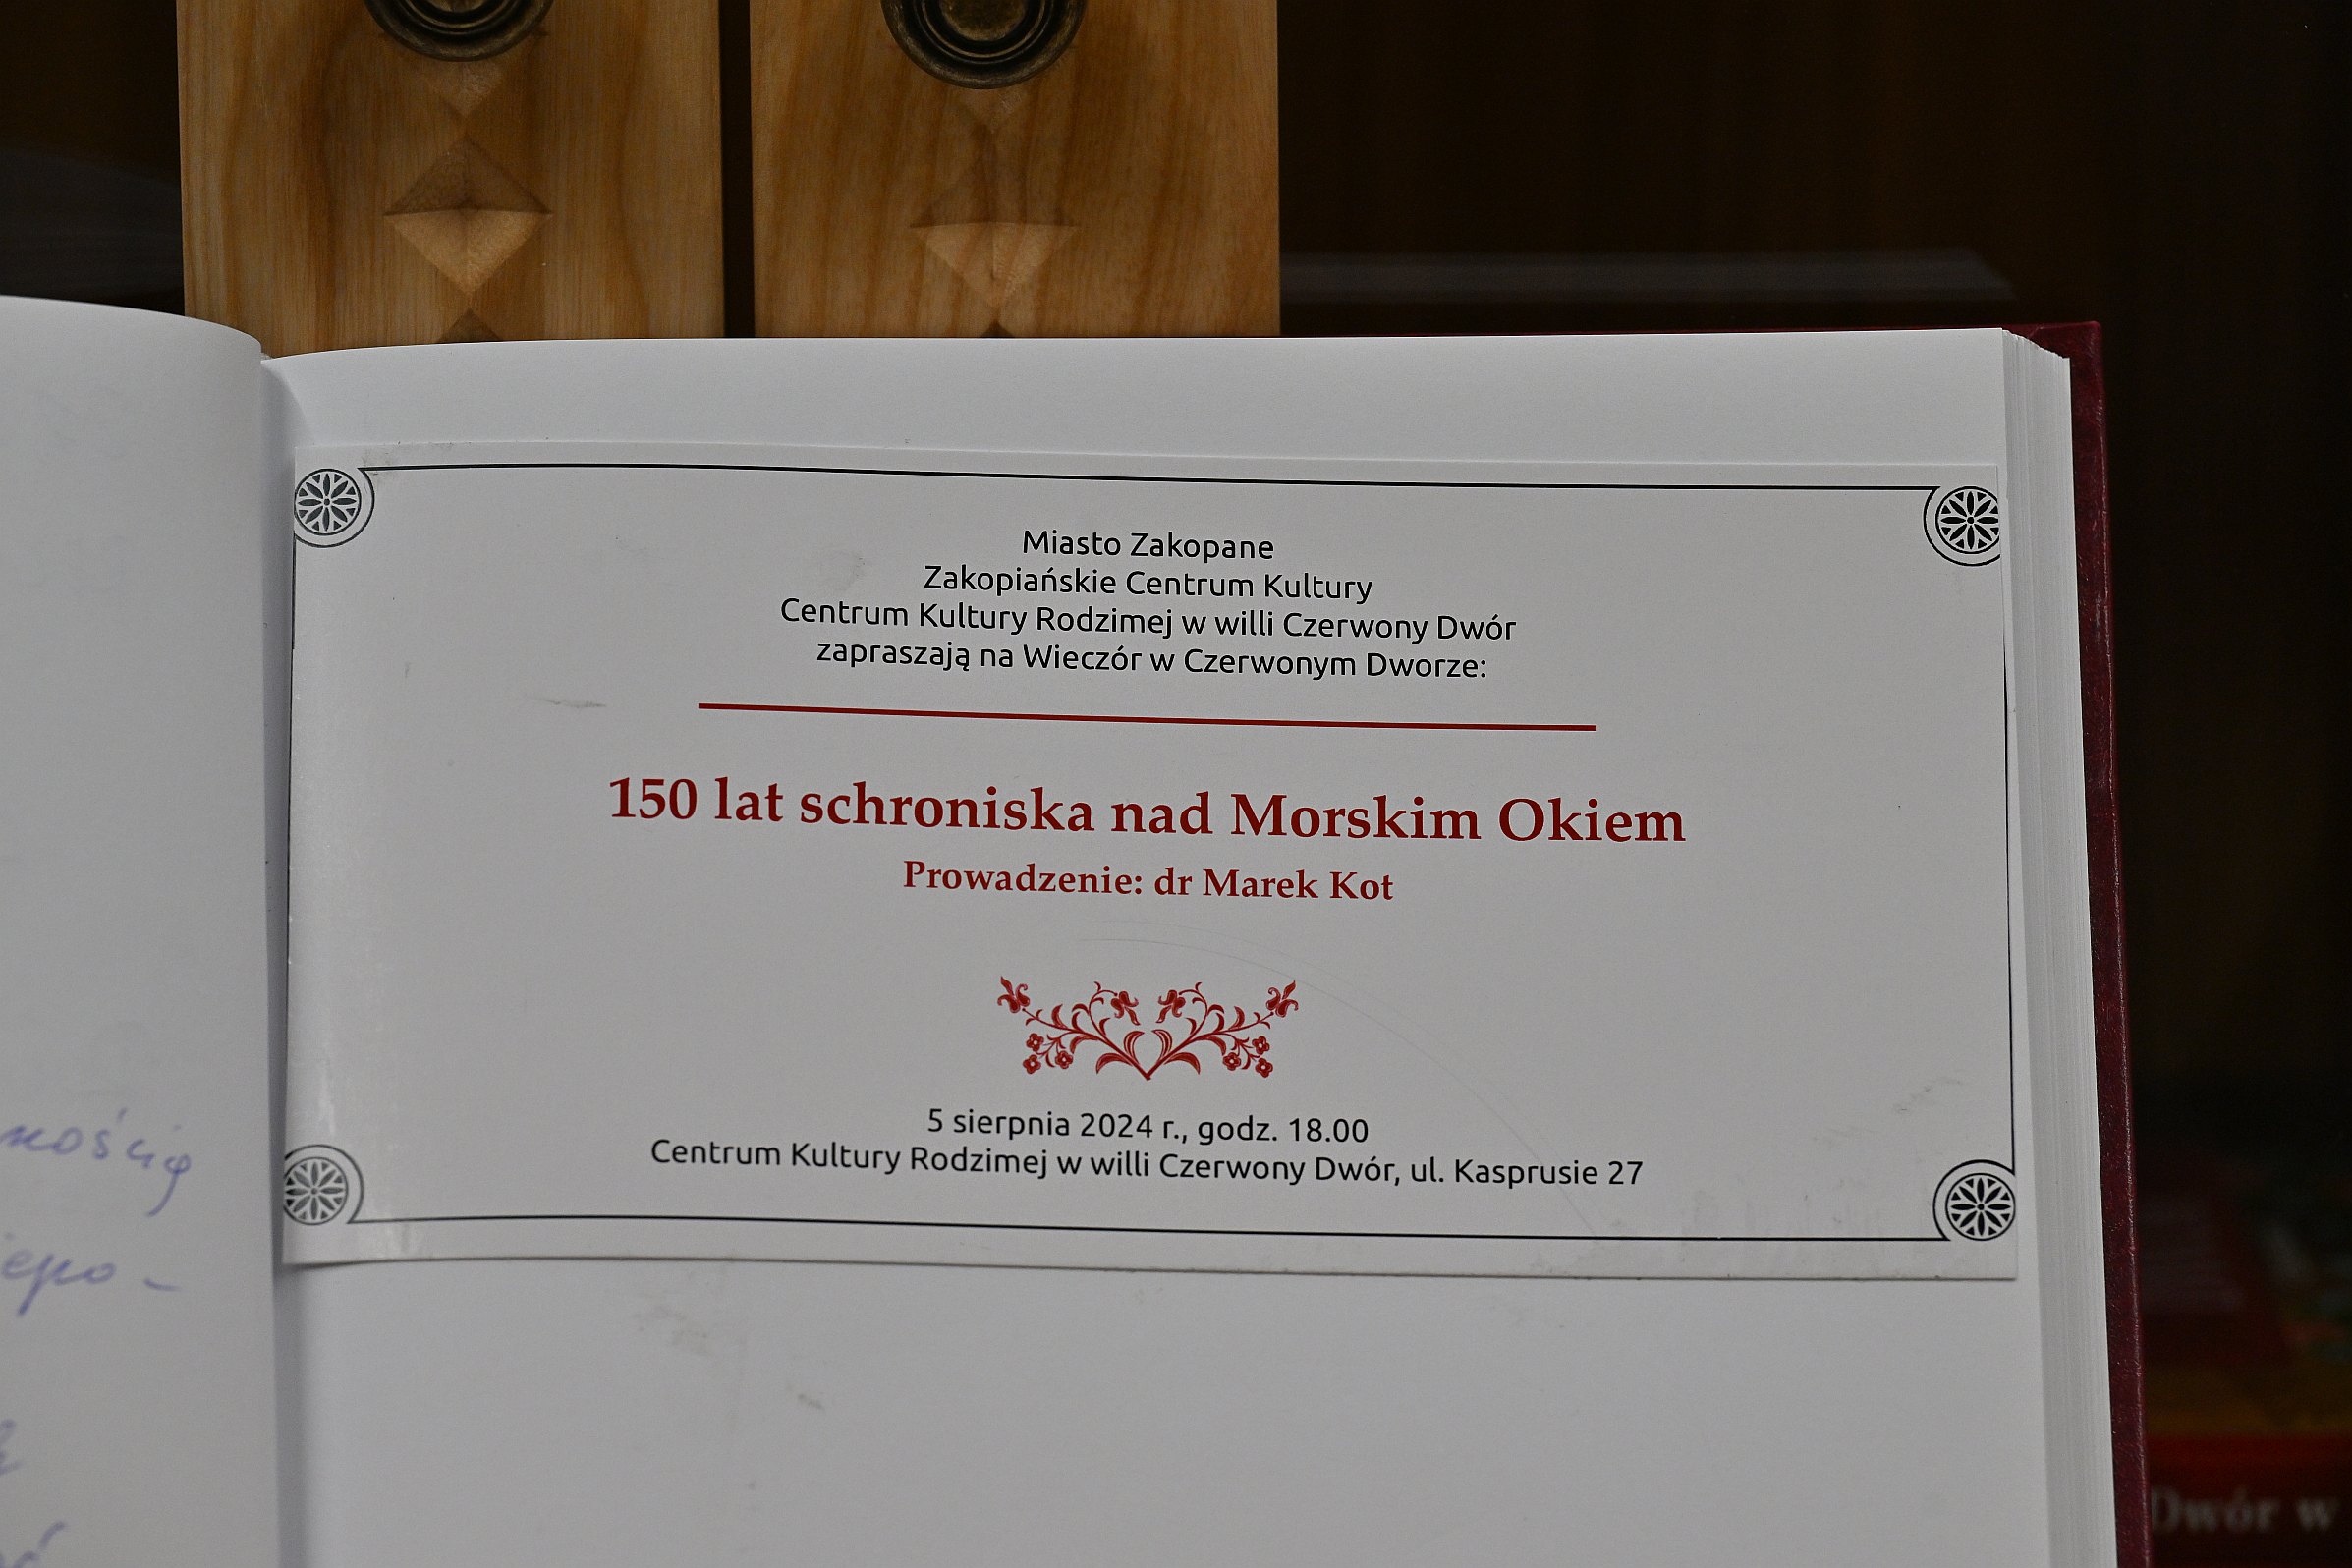 Miasto Zakopane
Zakopiańskie Centrum Kultury
Centrum Kultury Rodzimej w willi Czerwony Dwór
zapraszają na Wieczór w Czerwonym Dworze:
150 lat schroniska nad Morskim Okiem
Prowadzenie: dr Marek Kot
5 sierpnia 2024 r., godz. 18.00
Centrum Kultury Rodzimej w willi Czerwony Dwór, ul. Kasprusie 27
Dwór w